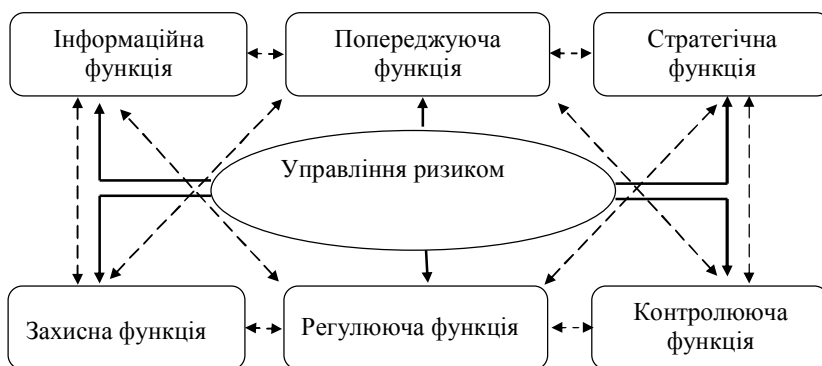 Інформаційна
функція
Попереджуюча
функція
Стратегічна
функція
Управління ризиком
Захисна функція
Регулююча функція
Контролююча
функція